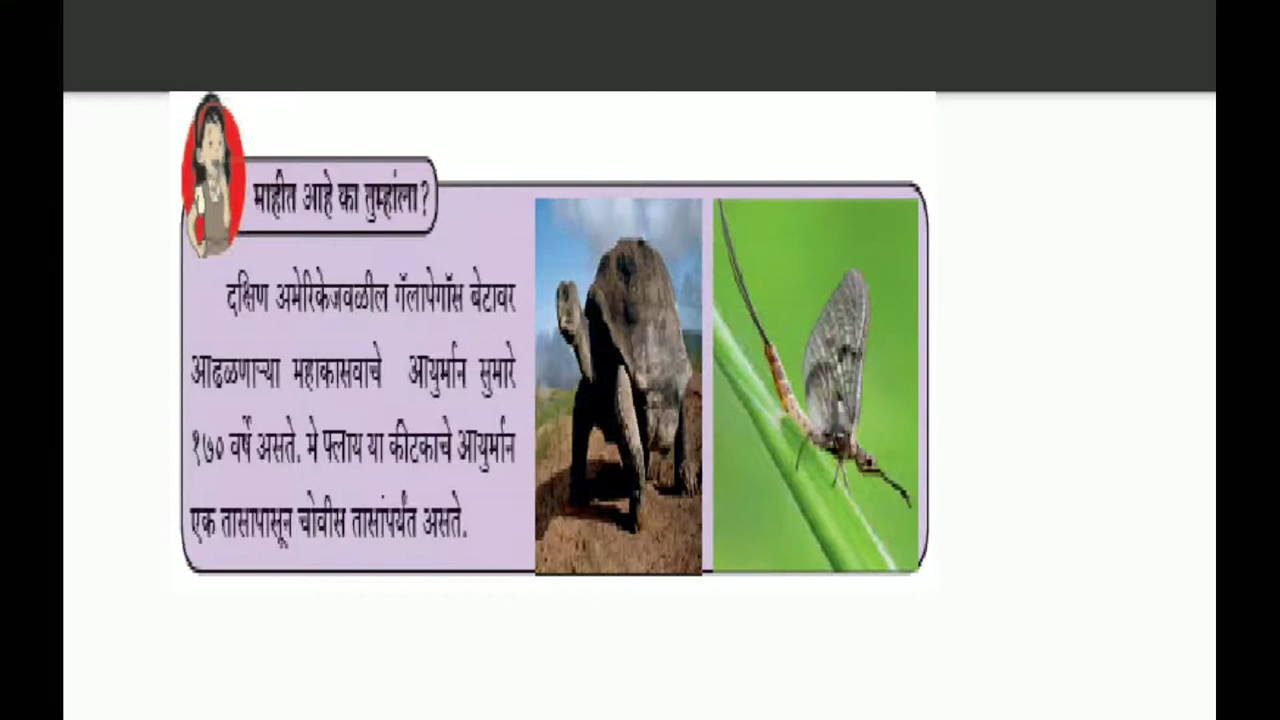 माहीत आहे का तुम्हांला?
दक्षिण अमेरिकेजवळील गॅलापेगॉस बेटावर
आढळणाऱ्या महाकासवाचे आयुर्मान सुमारे
१७० वर्षे असते. मे फ्लाय या कीटकाचे आयुर्मान
एक तासापासून चोवीस तासांपर्यंत असते.